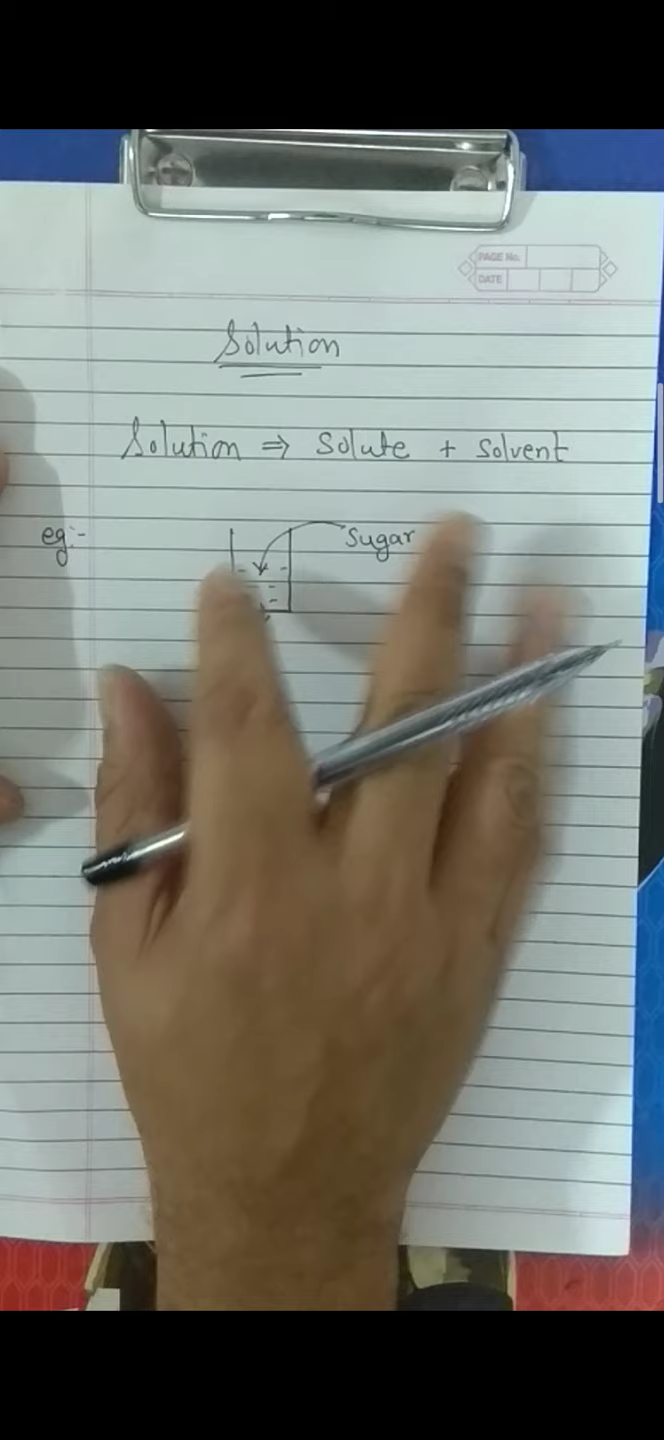 PAGE No.
DATE
Solution
Solution ⇒ Solute + Solvent
eg:- Sugar